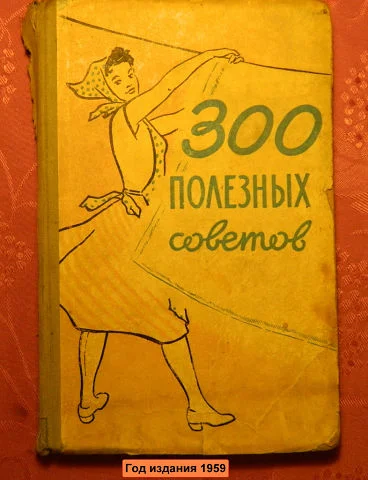 300
ПОЛЕЗНЫХ
советов
Год издания 1959